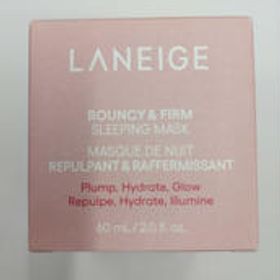 LANEIGE
BOUNCY & FIRM
SLEEPING MASK
MASQUE DE NUIT
REPULPANT & RAFFERMISSANT
Plump, Hydrate, Glow
Repulpe, Hydrate, Illumine
60 mL / 2.0 fl. oz.